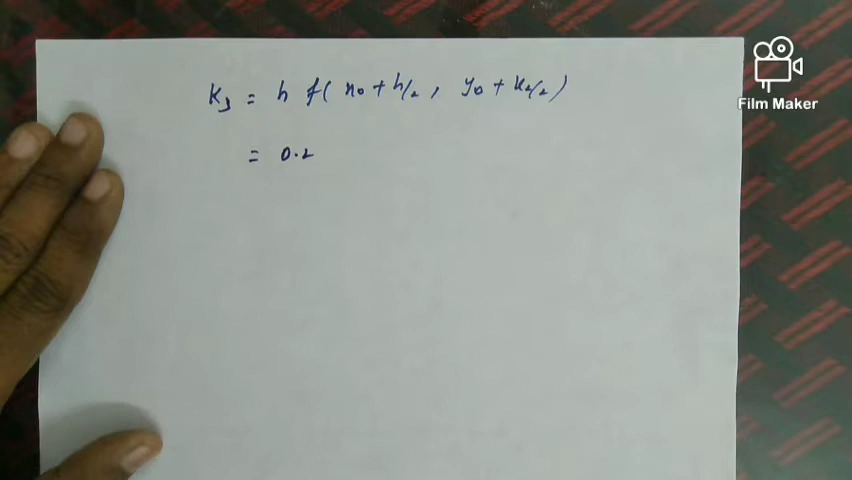 K3 = h f( x0 + h/2, y0 + K2/2 )
= 0.2
Film Maker